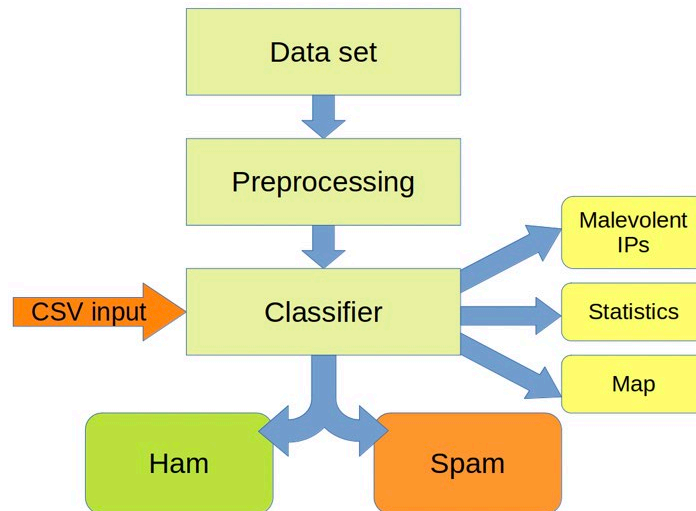 Data set
Preprocessing
Malevolent
IPs
CSV input
Classifier
Statistics
Map
Ham
Spam